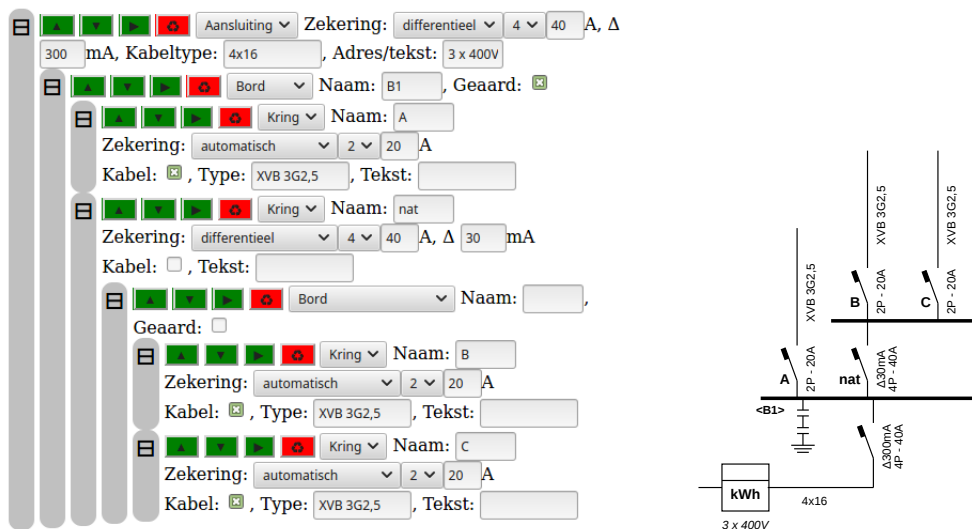 Aansluiting Zekering: differentieel 4 40 A, Δ
300 mA, Kabeltype: 4x16 , Adres/tekst: 3 x 400V
Bord Naam: B1 , Geaard:
Kring Naam: A
Zekering: automatisch 2 20 A
Kabel: , Type: XVB 3G2,5 , Tekst:
Kring Naam: nat
Zekering: differentieel 4 40 A, Δ 30 mA
Kabel: , Tekst:
Bord Naam: ,
Geaard:
Kring Naam: B
Zekering: automatisch 2 20 A
Kabel: , Type: XVB 3G2,5 , Tekst:
Kring Naam: C
Zekering: automatisch 2 20 A
Kabel: , Type: XVB 3G2,5 , Tekst:
XVB 3G2,5
XVB 3G2,5
B
2P - 20A
C
2P - 20A
XVB 3G2,5
A
2P - 20A
nat
Δ30mA
4P - 40A
<B1>
Δ300mA
4P - 40A
kWh
4x16
3 x 400V